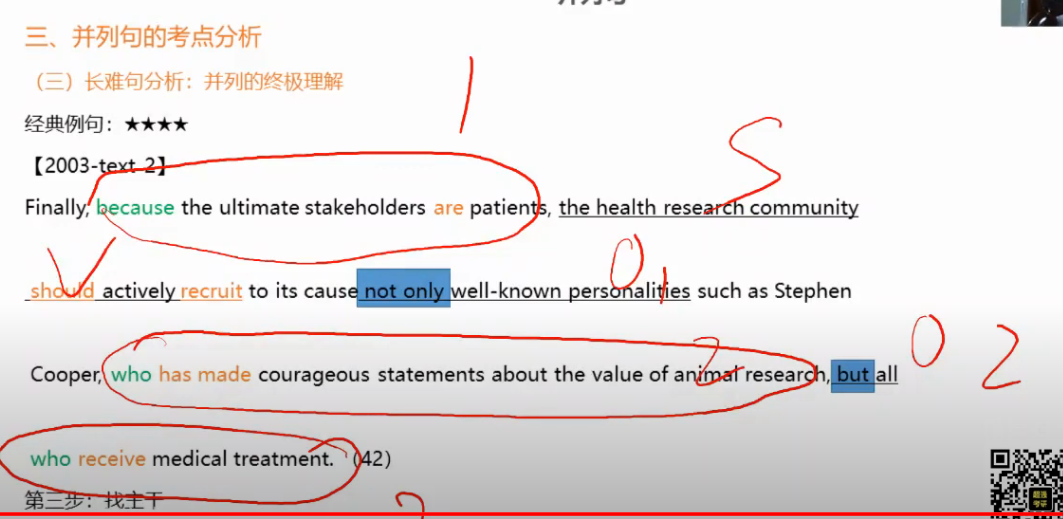 三、并列句的考点分析
（三）长难句分析：并列的终极理解
经典例句：★★★★
【2003-text-2】
Finally, because the ultimate stakeholders are patients, the health research community
should actively recruit to its cause not only well-known personalities such as Stephen
Cooper, who has made courageous statements about the value of animal research, but all
who receive medical treatment. (42)
第三步：找主干
1
S
V
O 1
2
O 2